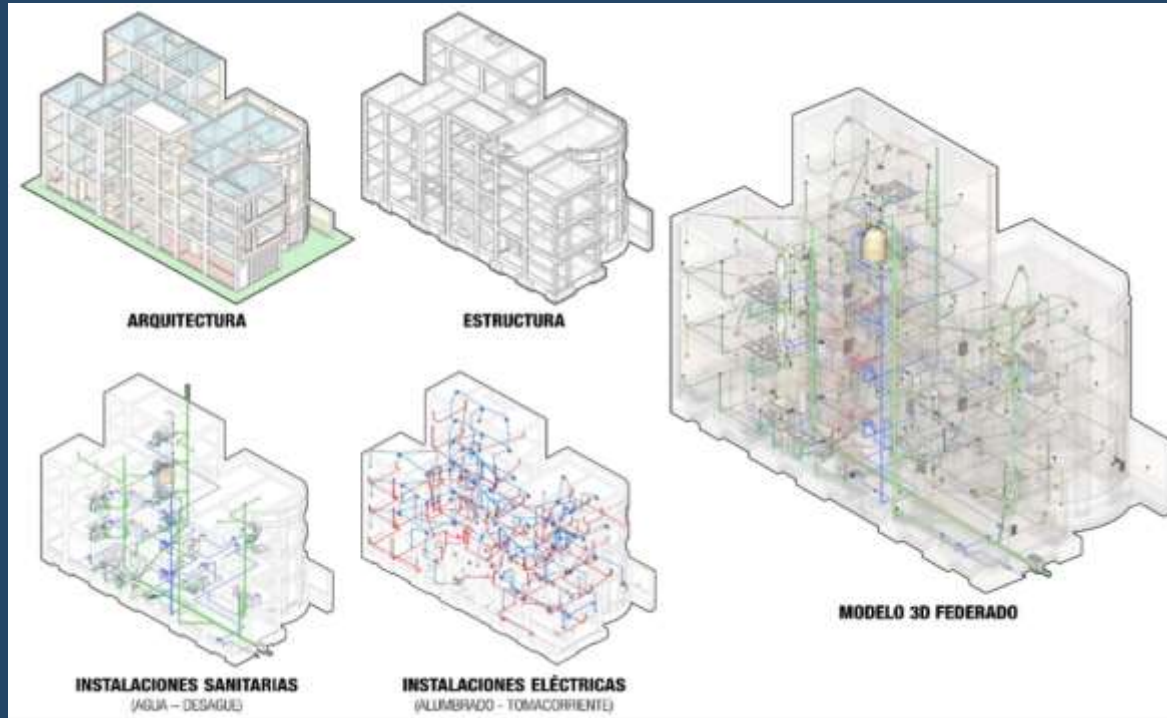 ARQUITECTURA
ESTRUCTURA
MODELO 3D FEDERADO
INSTALACIONES SANITARIAS
(AGUA – DESAGUE)
INSTALACIONES ELÉCTRICAS
(ALUMBRADO - TOMACORRIENTE)